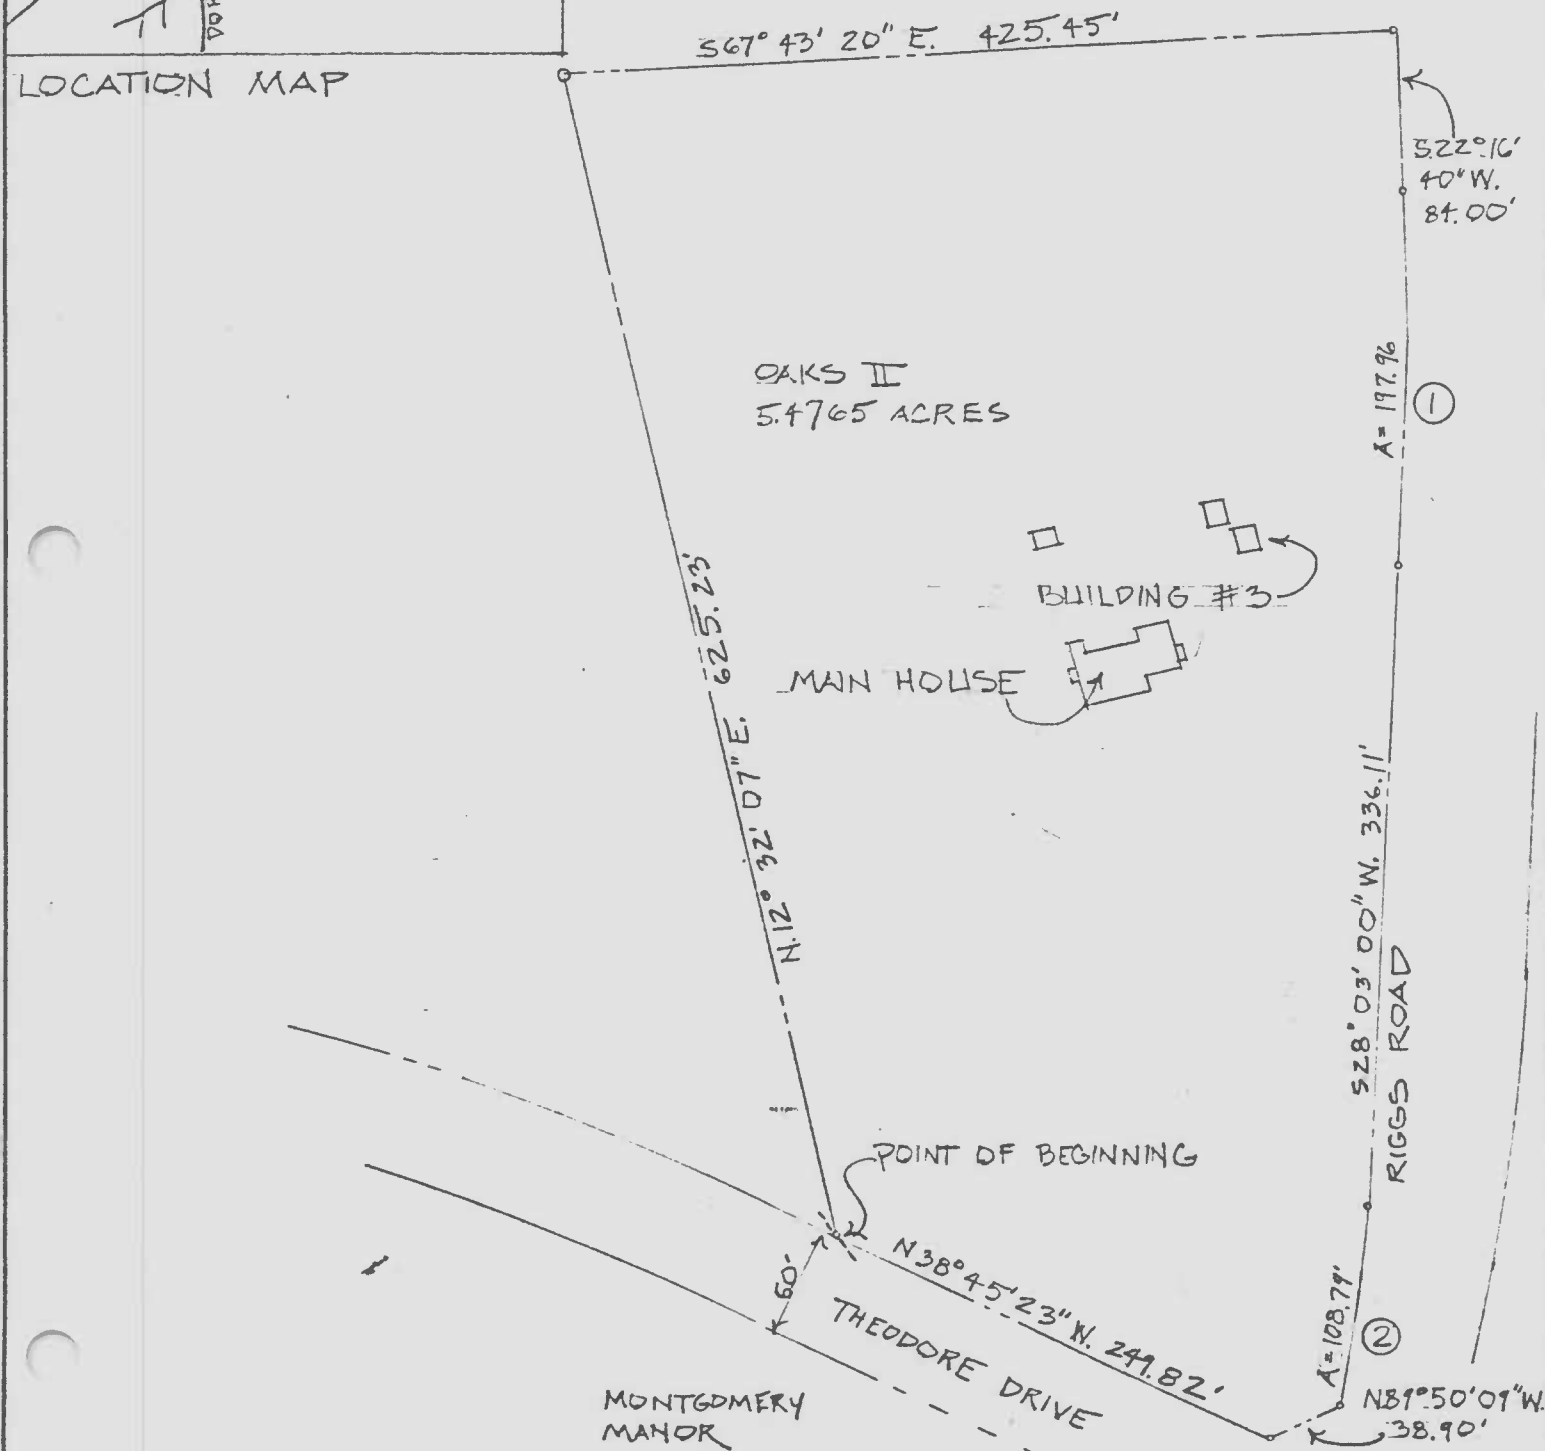 LOCATION MAP
S67° 43' 20" E. 425.45'
S.22° 16'
40" W.
84.00'
OAKS II
5.4765 ACRES
A = 197.96
1
BUILDING #3
MAIN HOUSE
N.12° 32' 07" E. 625.23'
S28° 03' 00" W. 336.11'
RIGGS ROAD
POINT OF BEGINNING
N38°45'23"W. 249.82'
60'
THEODORE DRIVE
A = 108.79'
2
N89°50'09"W.
38.90'
MONTGOMERY
MANOR